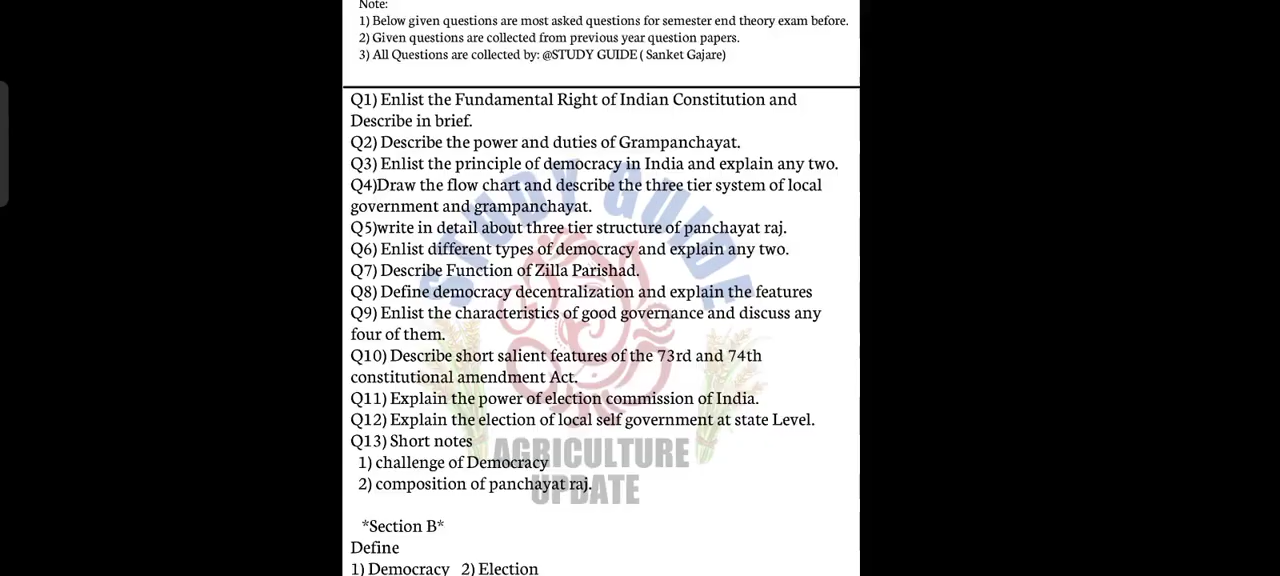 Note:
1) Below given questions are most asked questions for semester end theory exam before.
2) Given questions are collected from previous year question papers.
3) All Questions are collected by: @STUDY GUIDE ( Sanket Gajare)
Q1) Enlist the Fundamental Right of Indian Constitution and
Describe in brief.
Q2) Describe the power and duties of Grampanchayat.
Q3) Enlist the principle of democracy in India and explain any two.
Q4)Draw the flow chart and describe the three tier system of local
government and grampanchayat.
Q5)write in detail about three tier structure of panchayat raj.
Q6) Enlist different types of democracy and explain any two.
Q7) Describe Function of Zilla Parishad.
Q8) Define democracy decentralization and explain the features
Q9) Enlist the characteristics of good governance and discuss any
four of them.
Q10) Describe short salient features of the 73rd and 74th
constitutional amendment Act.
Q11) Explain the power of election commission of India.
Q12) Explain the election of local self government at state Level.
Q13) Short notes
1) challenge of Democracy
2) composition of panchayat raj.
*Section B*
Define
1) Democracy 2) Election
STUDY GUIDE
AGRICULTURE
UPDATE